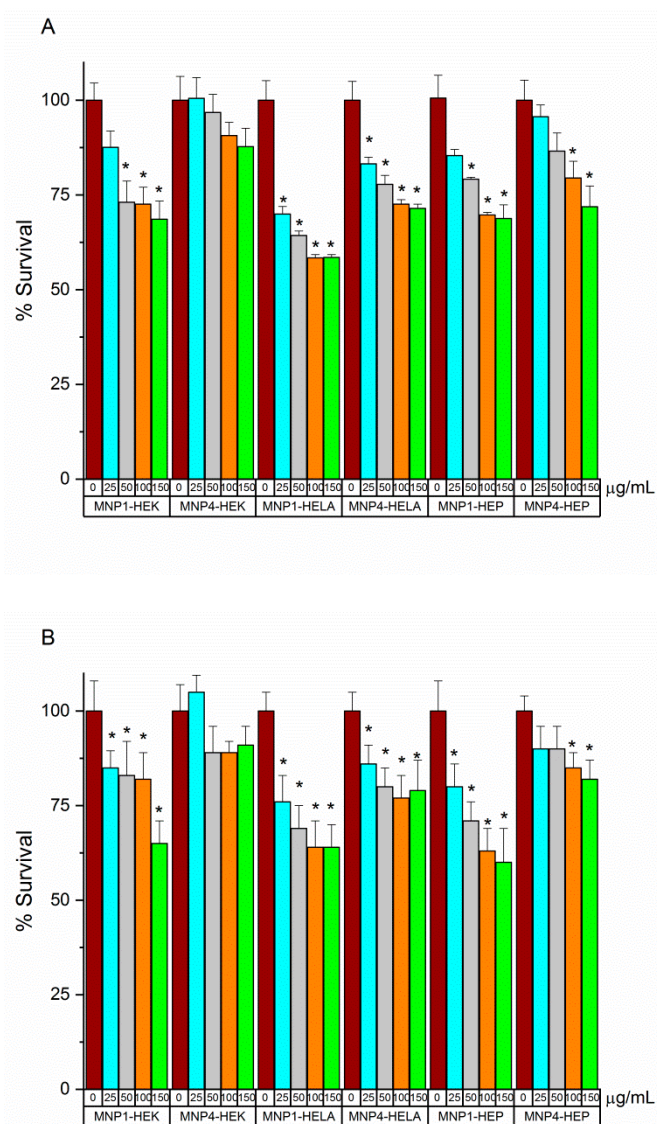 A
% Survival
100
75
50
25
0
0 25 50 100 150 0 25 50 100 150 0 25 50 100 150 0 25 50 100 150 0 25 50 100 150 0 25 50 100 150 μg/mL
MNP1-HEK MNP4-HEK MNP1-HELA MNP4-HELA MNP1-HEP MNP4-HEP
* * * * * * * * * * * * * * * *
B
% Survival
100
75
50
25
0
0 25 50 100 150 0 25 50 100 150 0 25 50 100 150 0 25 50 100 150 0 25 50 100 150 0 25 50 100 150 μg/mL
MNP1-HEK MNP4-HEK MNP1-HELA MNP4-HELA MNP1-HEP MNP4-HEP
* * * * * * * * * * * * * * * * * *